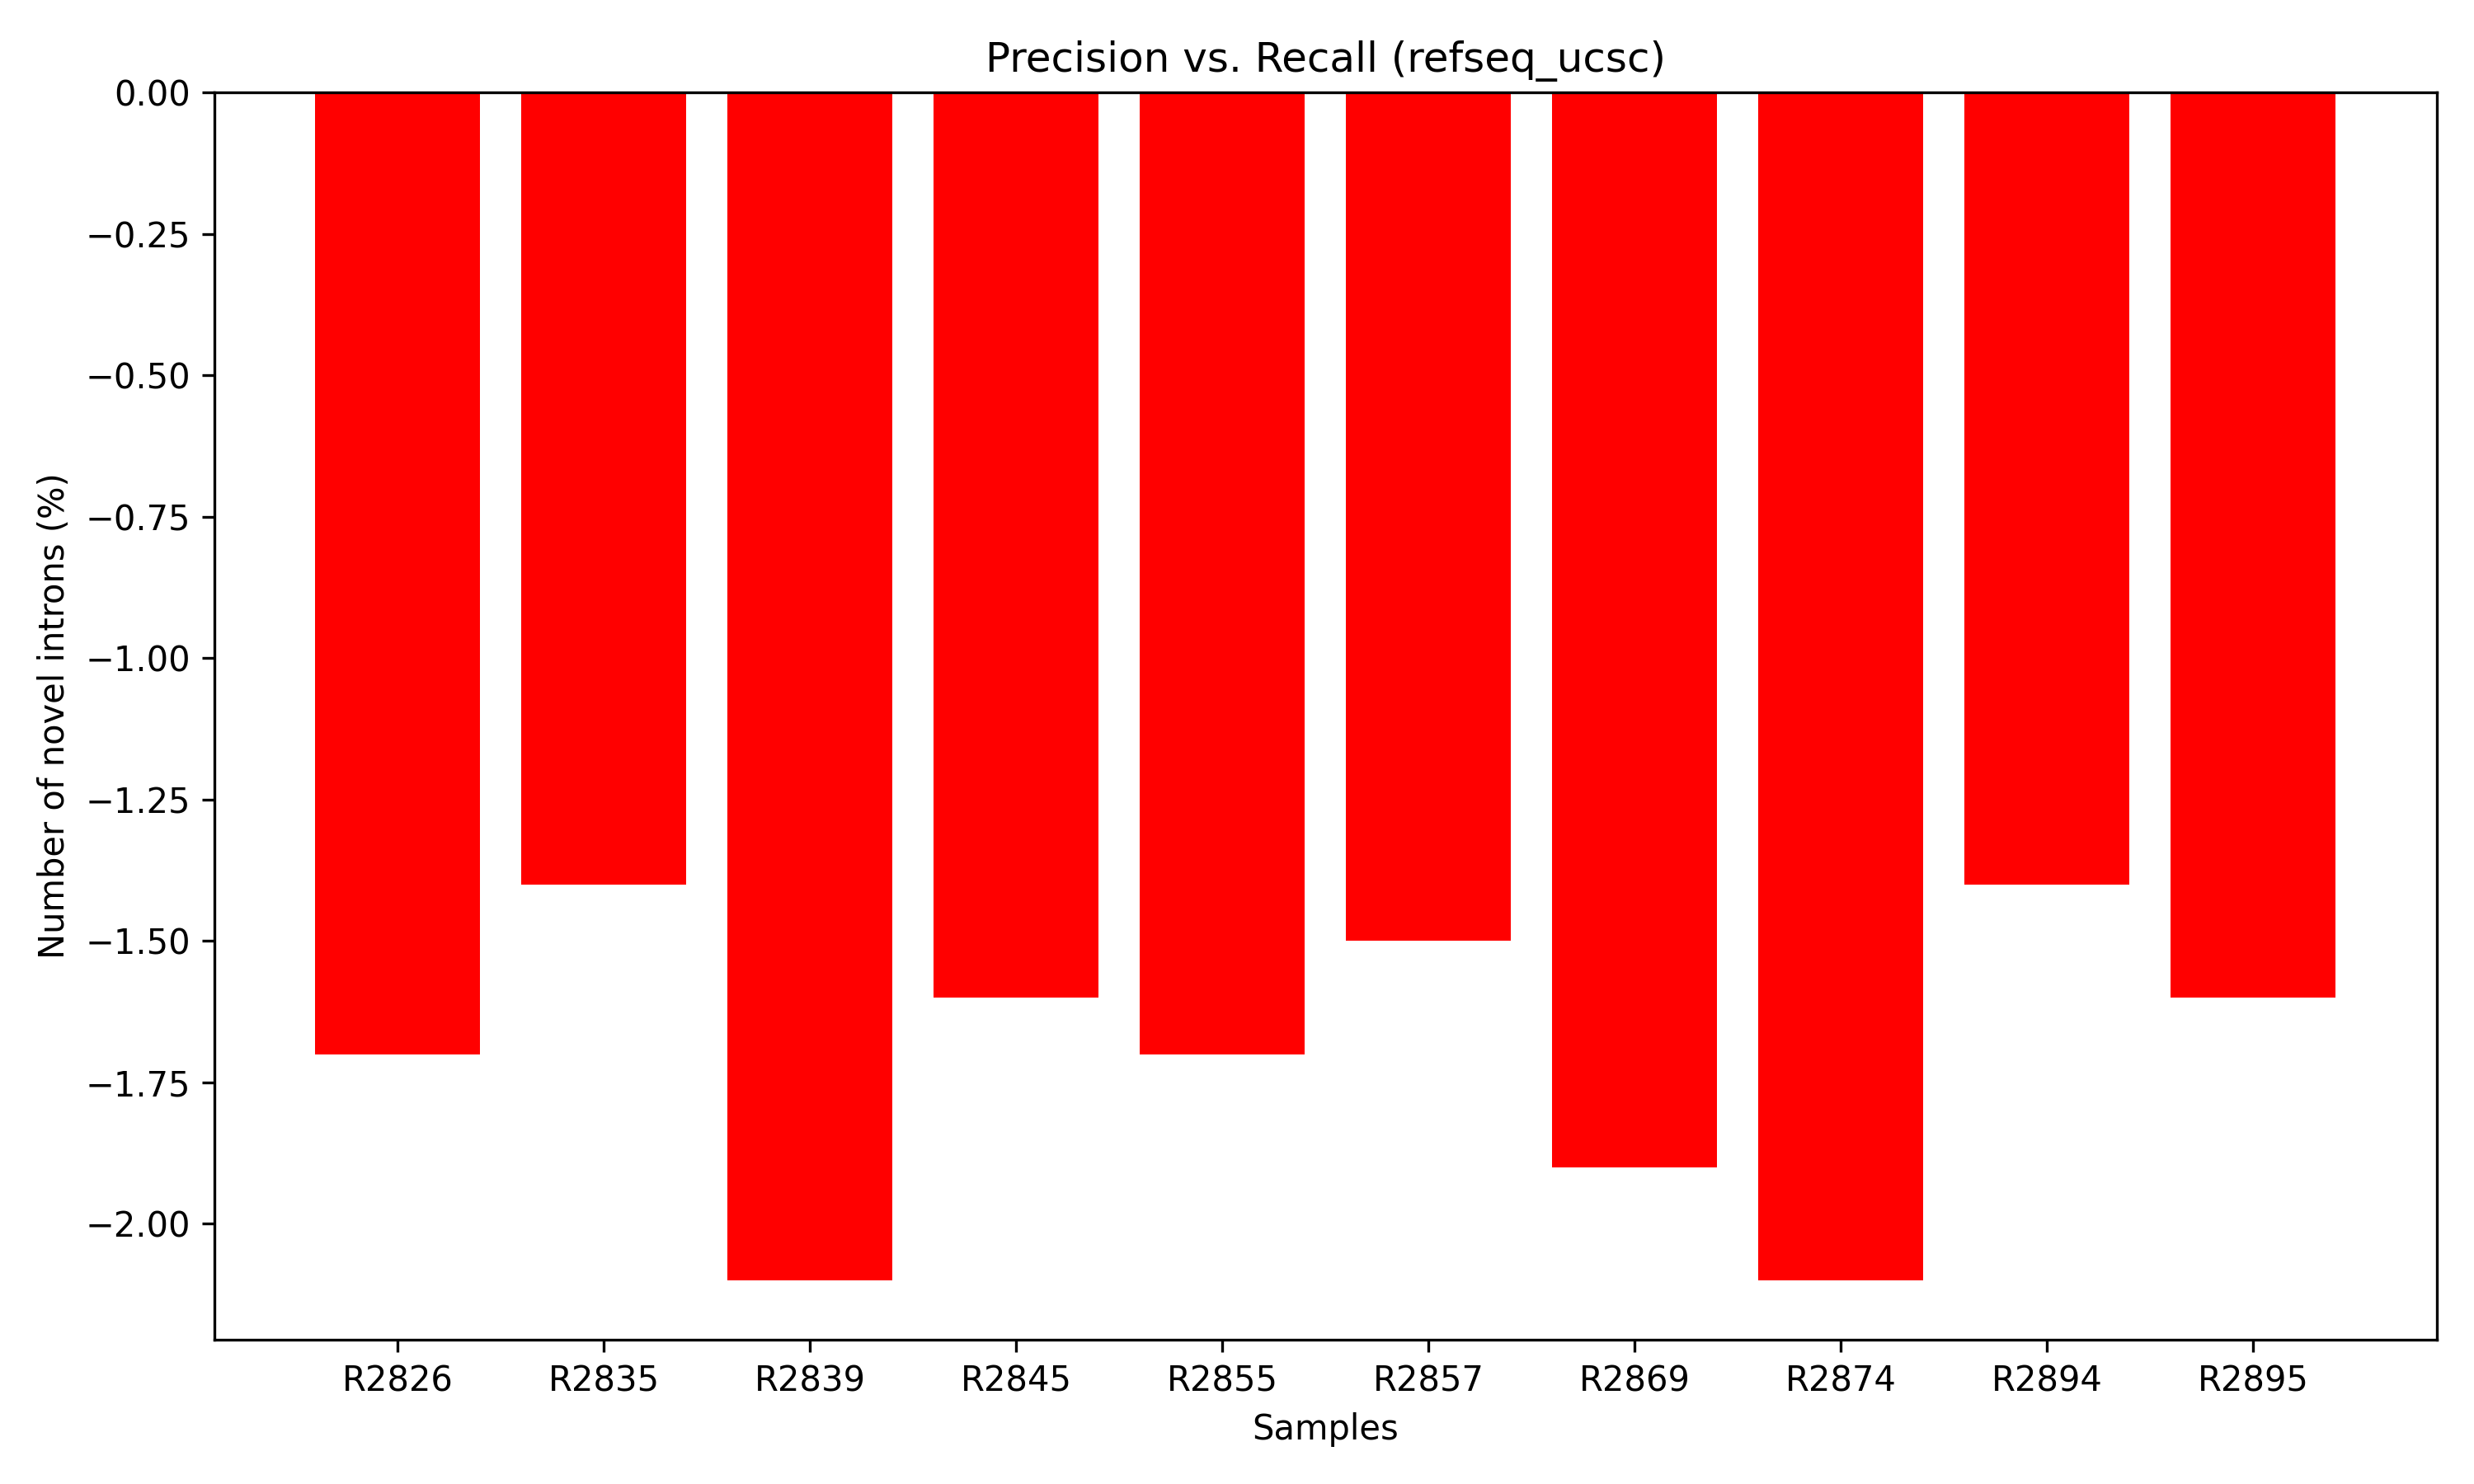 Precision vs. Recall (refseq_ucsc)
Number of novel introns (%)
0.00
−0.25
−0.50
−0.75
−1.00
−1.25
−1.50
−1.75
−2.00
R2826 R2835 R2839 R2845 R2855 R2857 R2869 R2874 R2894 R2895
Samples